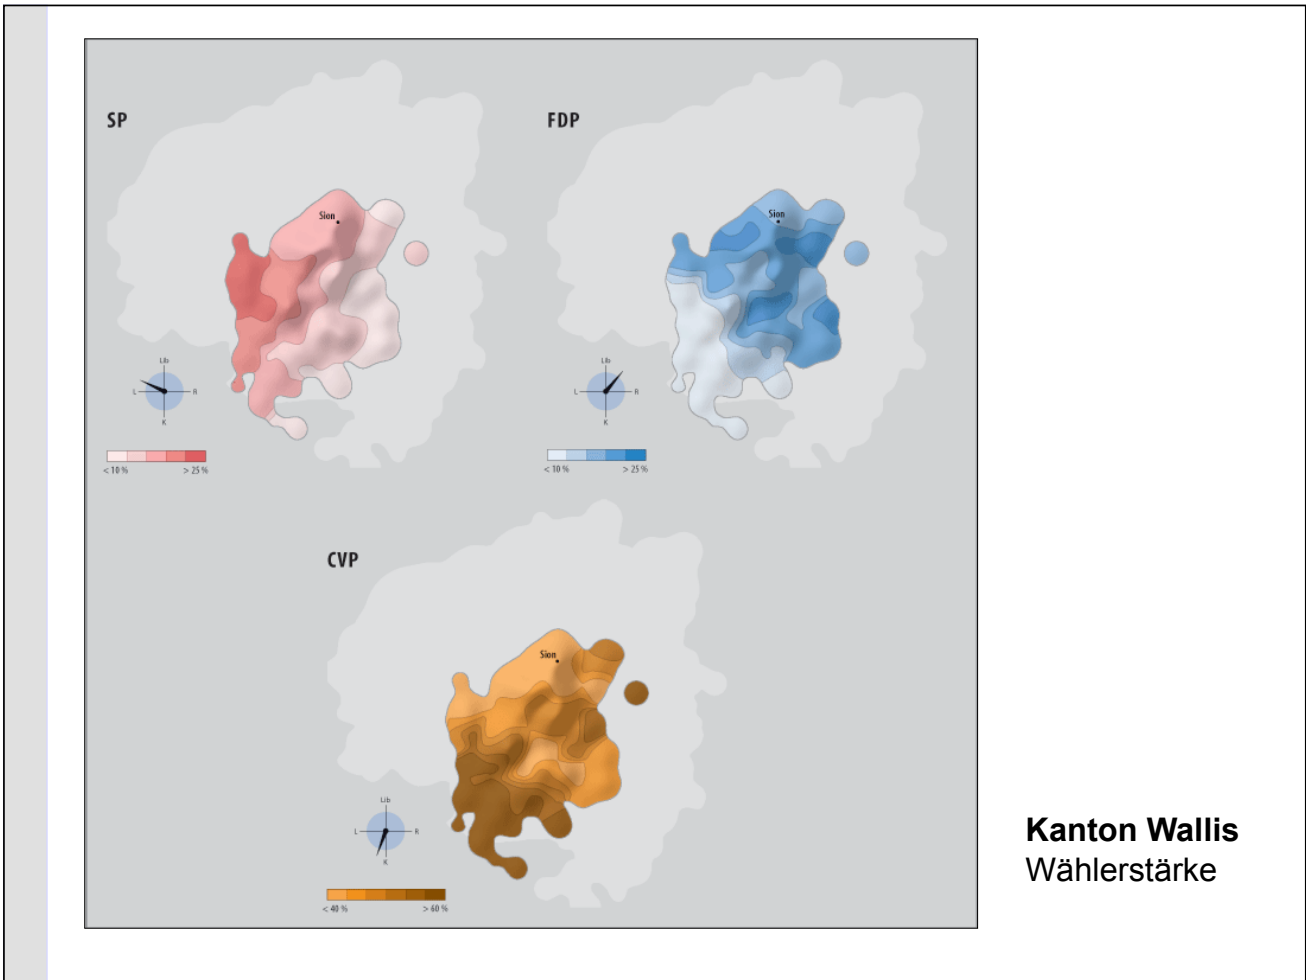 SP
Sion
Lib
L
R
K
< 10 %
> 25 %
FDP
Sion
Lib
L
R
K
< 10 %
> 25 %
CVP
Sion
Lib
L
R
K
< 40 %
> 60 %
Kanton Wallis
Wählerstärke